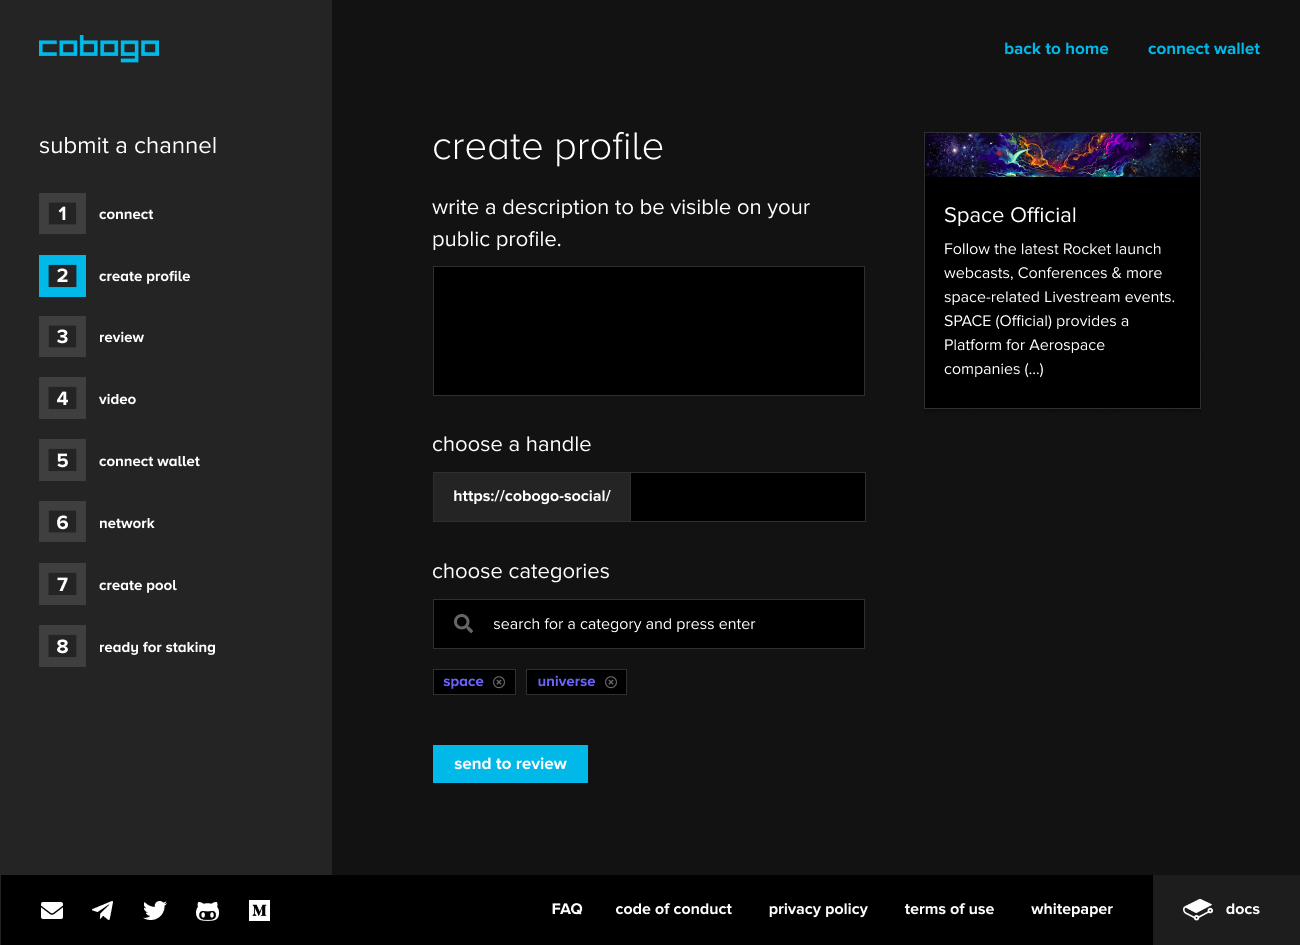 cobogo
back to home
connect wallet
submit a channel
1 connect
2 create profile
3 review
4 video
5 connect wallet
6 network
7 create pool
8 ready for staking
create profile
write a description to be visible on your
public profile.
choose a handle
https://cobogo-social/
choose categories
search for a category and press enter
space
universe
send to review
Space Official
Follow the latest Rocket launch
webcasts, Conferences & more
space-related Livestream events.
SPACE (Official) provides a
Platform for Aerospace
companies (...)
M
FAQ
code of conduct
privacy policy
terms of use
whitepaper
docs